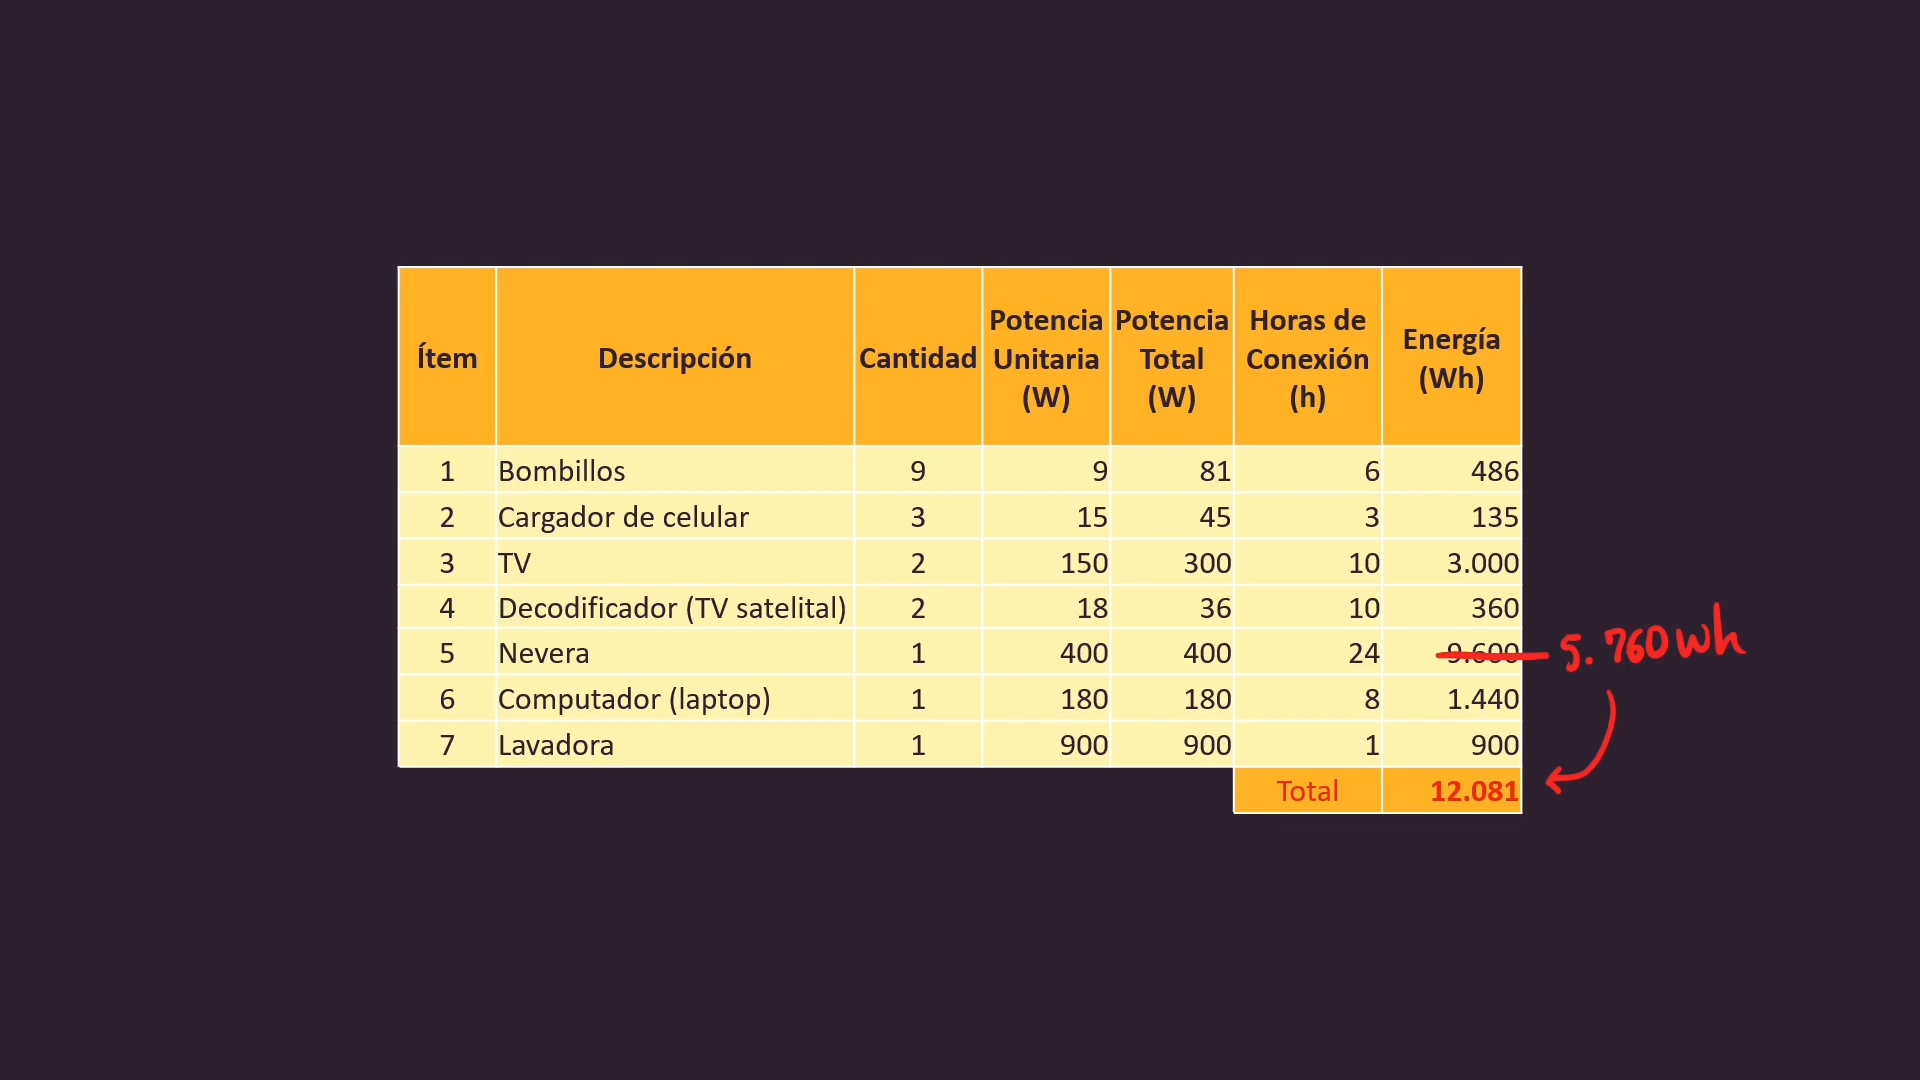 Ítem Descripción Cantidad Potencia Unitaria (W) Potencia Total (W) Horas de Conexión (h) Energía (Wh)
1 Bombillos 9 9 81 6 486
2 Cargador de celular 3 15 45 3 135
3 TV 2 150 300 10 3.000
4 Decodificador (TV satelital) 2 18 36 10 360
5 Nevera 1 400 400 24 9.600 5.760 Wh
6 Computador (laptop) 1 180 180 8 1.440
7 Lavadora 1 900 900 1 900
Total 12.081